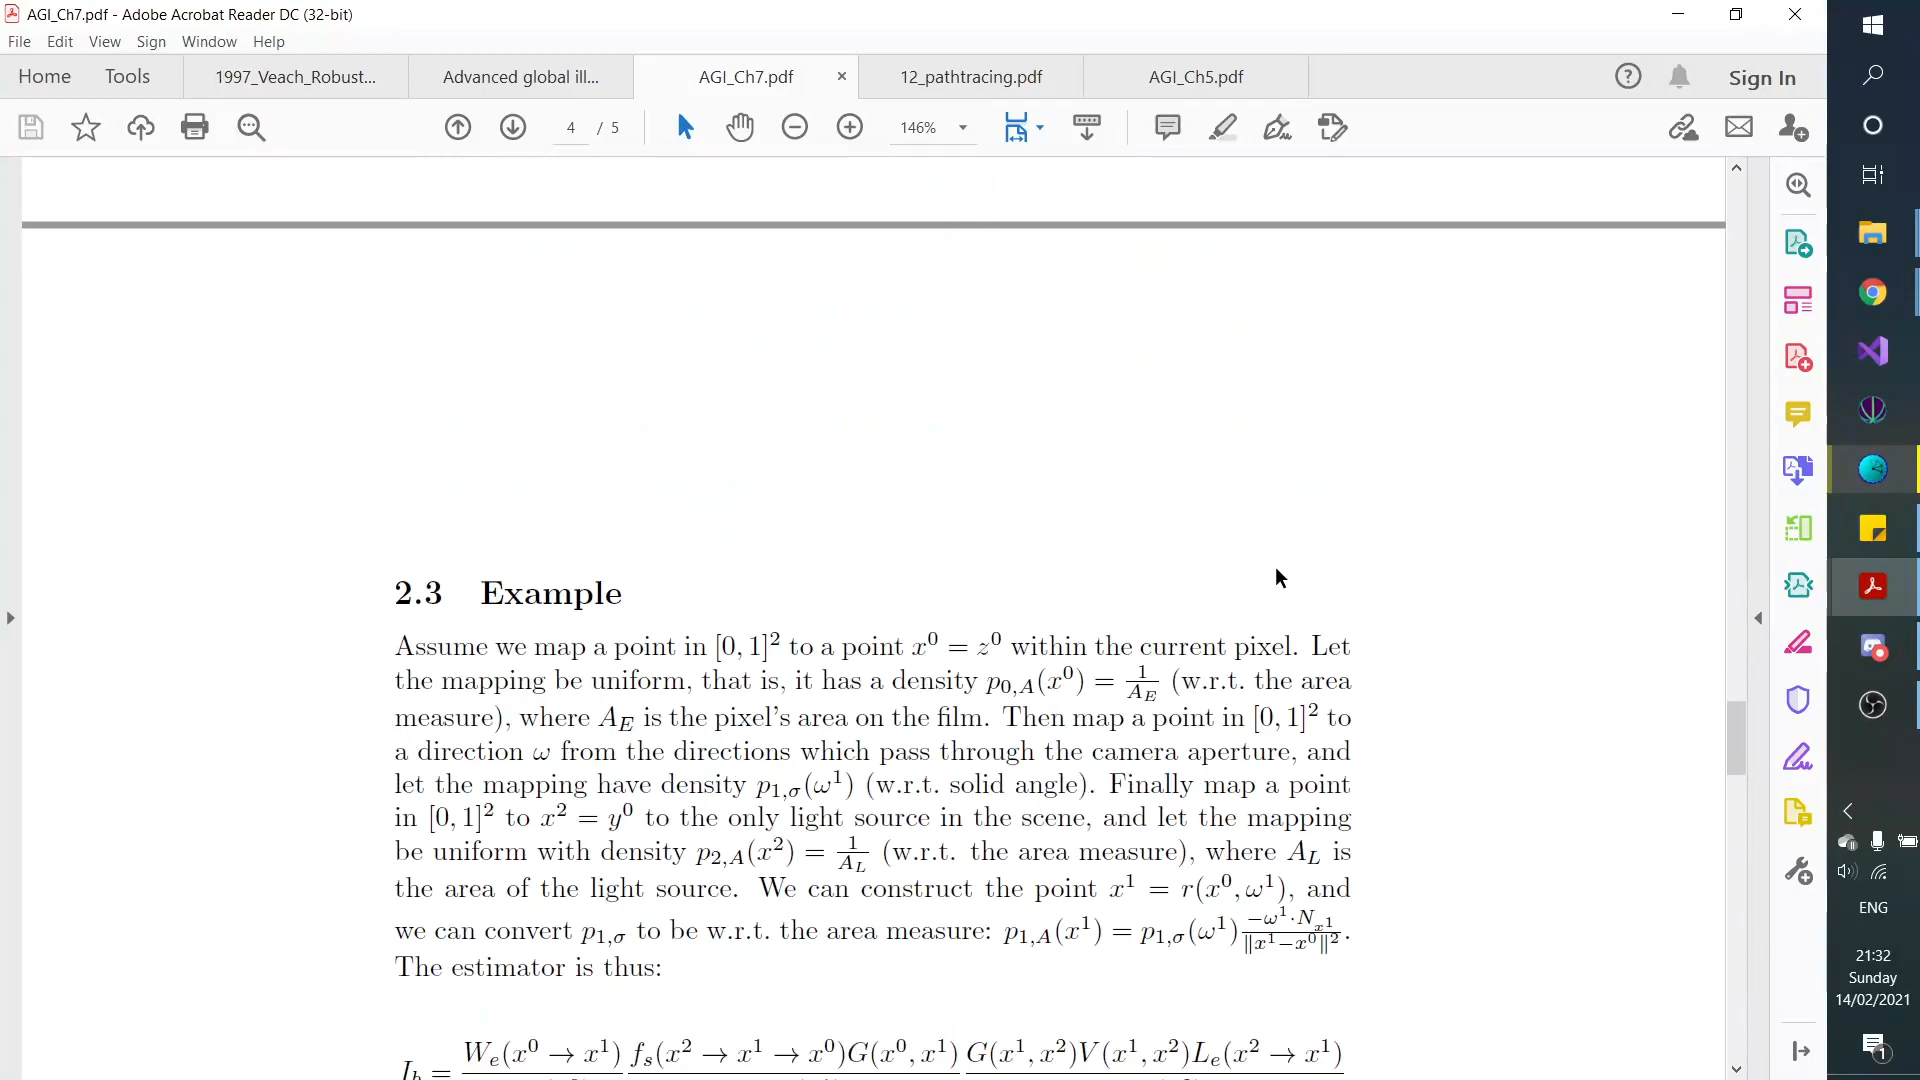 AGI_Ch7.pdf - Adobe Acrobat Reader DC (32-bit)
File Edit View Sign Window Help
Home Tools 1997_Veach_Robust... Advanced global ill... AGI_Ch7.pdf × 12_pathtracing.pdf AGI_Ch5.pdf Sign In
4 / 5 146%
2.3 Example
Assume we map a point in [0, 1]² to a point x⁰ = z⁰ within the current pixel. Let
the mapping be uniform, that is, it has a density p₀,A(x⁰) = 1/A_E (w.r.t. the area
measure), where A_E is the pixel's area on the film. Then map a point in [0, 1]² to
a direction ω from the directions which pass through the camera aperture, and
let the mapping have density p₁,σ(ω¹) (w.r.t. solid angle). Finally map a point
in [0, 1]² to x² = y⁰ to the only light source in the scene, and let the mapping
be uniform with density p₂,A(x²) = 1/A_L (w.r.t. the area measure), where A_L is
the area of the light source. We can construct the point x¹ = r(x⁰, ω¹), and
we can convert p₁,σ to be w.r.t. the area measure: p₁,A(x¹) = p₁,σ(ω¹) (−ω¹·N_x¹)/(‖x¹−x⁰‖²).
The estimator is thus:
I_b = W_e(x⁰ → x¹) f_s(x² → x¹ → x⁰)G(x⁰, x¹) G(x¹, x²)V(x¹, x²)L_e(x² → x¹)
ENG
21:32
Sunday
14/02/2021
1